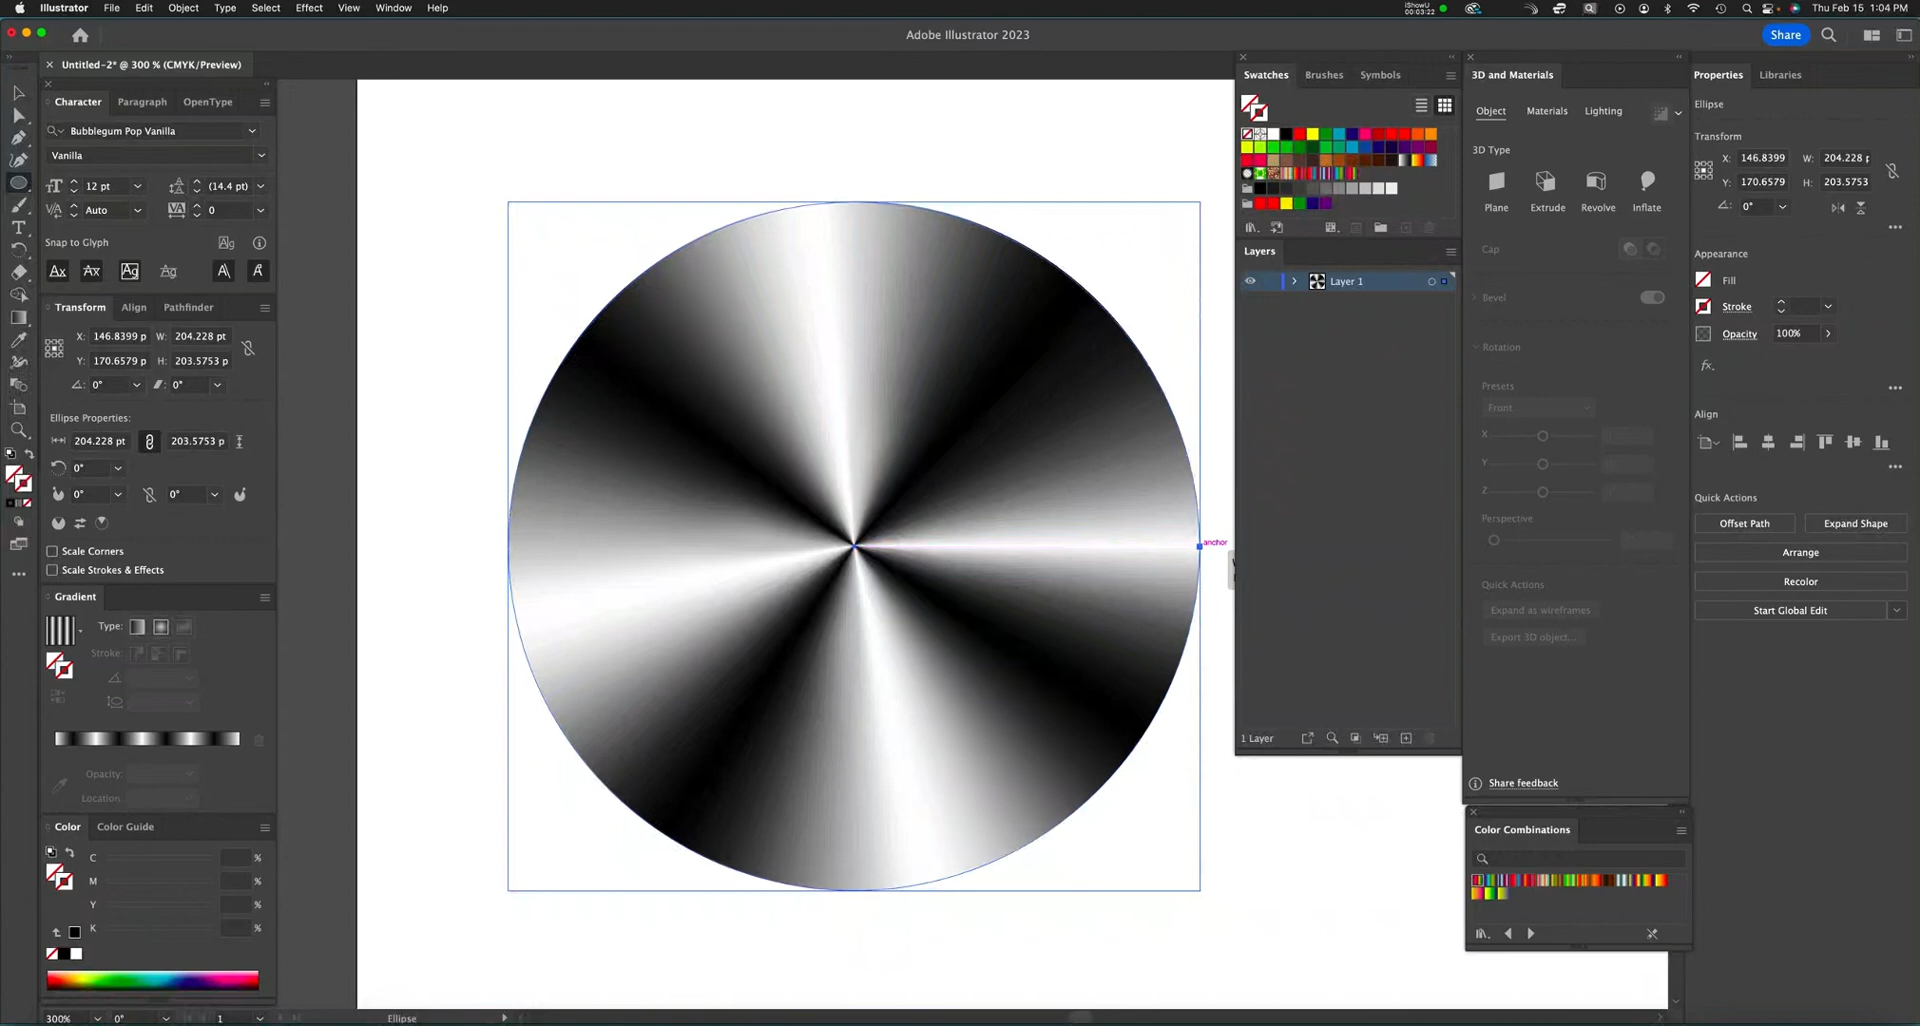 Illustrator File Edit Object Type Select Effect View Window Help
iShowU
00:03:22
Thu Feb 15 1:04 PM
Adobe Illustrator 2023
Share
Untitled-2* @ 300 % (CMYK/Preview)
Character Paragraph OpenType
Bubblegum Pop Vanilla
Vanilla
12 pt (14.4 pt)
Auto 0
Snap to Glyph
Transform Align Pathfinder
X: 146.8399 p W: 204.228 pt
Y: 170.6579 p H: 203.5753 p
0° 0°
Ellipse Properties:
204.228 pt 203.5753 p
0°
0° 0°
Scale Corners
Scale Strokes & Effects
Gradient
Type:
Stroke:
Opacity:
Location:
Color Color Guide
C %
M %
Y %
K %
300% 0° 1 Ellipse
anchor
Swatches Brushes Symbols
Layers
Layer 1
1 Layer
3D and Materials
Object Materials Lighting
3D Type
Plane Extrude Revolve Inflate
Cap
Bevel
Rotation
Presets
Front
X
Y
Z
Perspective
Quick Actions
Expand as wireframes
Export 3D object...
Share feedback
Color Combinations
Properties Libraries
Ellipse
Transform
X: 146.8399 W: 204.228 p
Y: 170.6579 H: 203.5753
0°
Appearance
Fill
Stroke
Opacity 100%
fx.
Align
Quick Actions
Offset Path Expand Shape
Arrange
Recolor
Start Global Edit